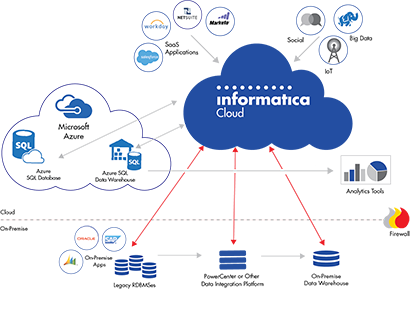 workday
NETSUITE
Marketo
salesforce
SaaS
Applications
Social
Big Data
IoT
informatica
Cloud
Microsoft
Azure
SQL
Azure
SQL Database
SQL
Azure SQL
Data Warehouse
Analytics Tools
Cloud
On-Premise
Firewall
ORACLE
SAP
On-Premise
Apps
Legacy RDBMSes
PowerCenter or Other
Data Integration Platform
On-Premise
Data Warehouse